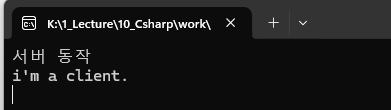 K:\1_Lecture\10_Csharp\work\
서버 동작
i'm a client.